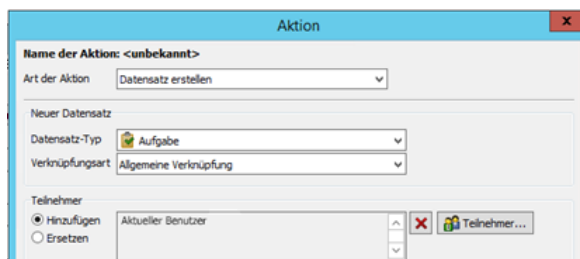 Aktion
x
Name der Aktion: <unbekannt>
Art der Aktion Datensatz erstellen
Neuer Datensatz
Datensatz-Typ Aufgabe
Verknüpfungsart Allgemeine Verknüpfung
Teilnehmer
Hinzufügen Aktueller Benutzer Teilnehmer...
Ersetzen